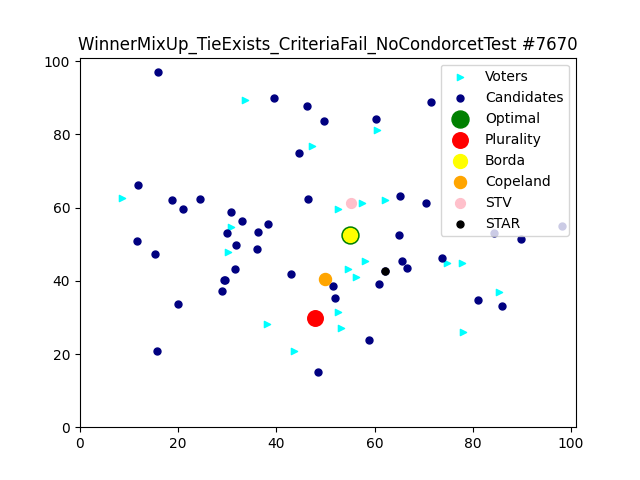 WinnerMixUp_TieExists_CriteriaFail_NoCondorcetTest #7670
100
80
60
40
20
0
0
20
40
60
80
100
Voters
Candidates
Optimal
Plurality
Borda
Copeland
STV
STAR